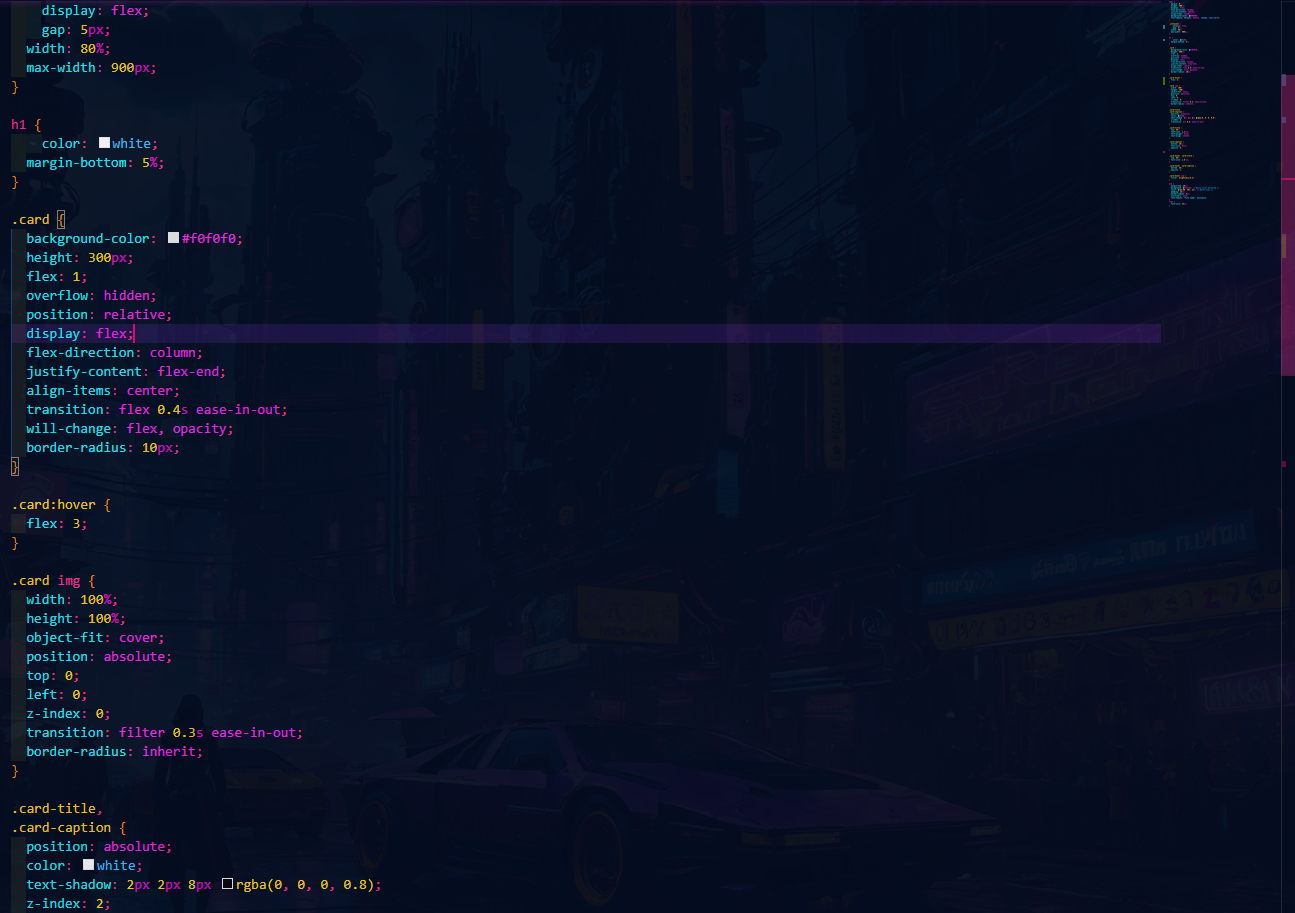 display: flex;
gap: 5px;
width: 80%;
max-width: 900px;
}
h1 {
color: white;
margin-bottom: 5%;
}
.card {
background-color: #f0f0f0;
height: 300px;
flex: 1;
overflow: hidden;
position: relative;
display: flex;
flex-direction: column;
justify-content: flex-end;
align-items: center;
transition: flex 0.4s ease-in-out;
will-change: flex, opacity;
border-radius: 10px;
}
.card:hover {
flex: 3;
}
.card img {
width: 100%;
height: 100%;
object-fit: cover;
position: absolute;
top: 0;
left: 0;
z-index: 0;
transition: filter 0.3s ease-in-out;
border-radius: inherit;
}
.card-title,
.card-caption {
position: absolute;
color: white;
text-shadow: 2px 2px 8px rgba(0, 0, 0, 0.8);
z-index: 2;